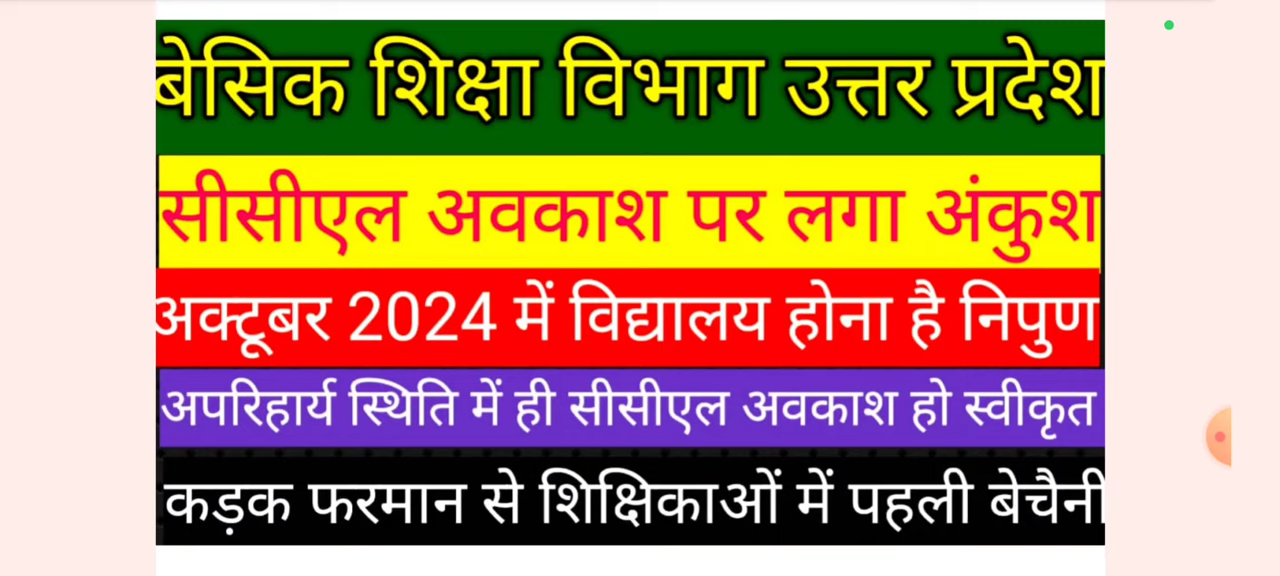 बेसिक शिक्षा विभाग उत्तर प्रदेश
सीसीएल अवकाश पर लगा अंकुश
अक्टूबर 2024 में विद्यालय होना है निपुण
अपरिहार्य स्थिति में ही सीसीएल अवकाश हो स्वीकृत
कड़क फरमान से शिक्षिकाओं में पहली बेचैनी